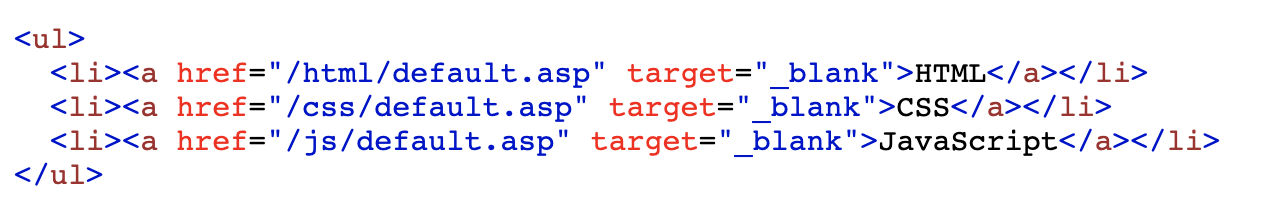 <ul>
  <li><a href="/html/default.asp" target="_blank">HTML</a></li>
  <li><a href="/css/default.asp" target="_blank">CSS</a></li>
  <li><a href="/js/default.asp" target="_blank">JavaScript</a></li>
</ul>